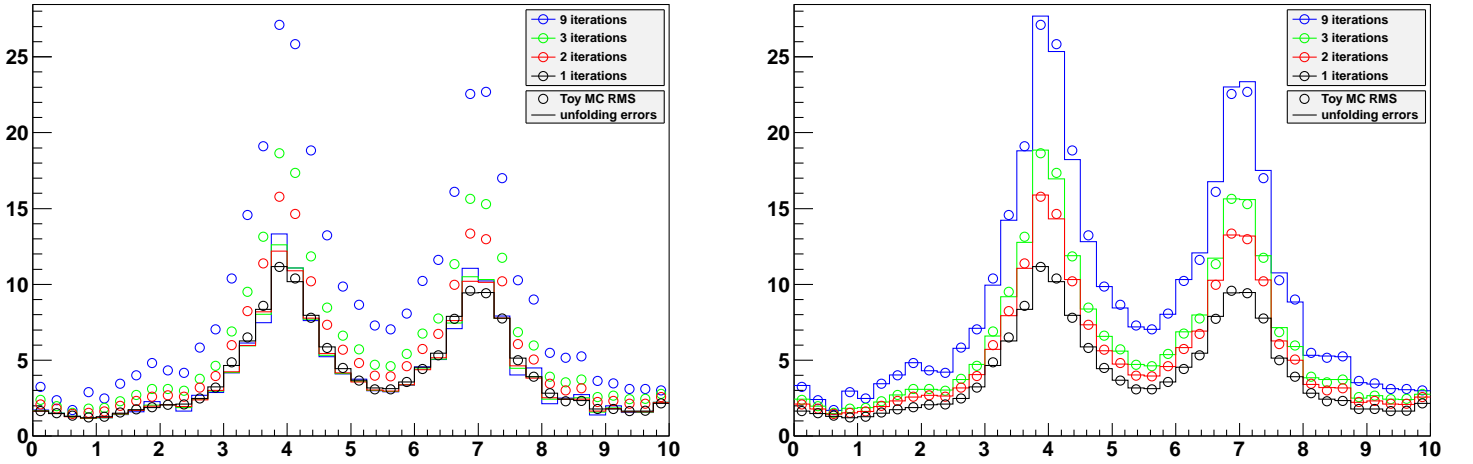 25
20
15
10
5
0
0 1 2 3 4 5 6 7 8 9 10
9 iterations
3 iterations
2 iterations
1 iterations
Toy MC RMS
unfolding errors
25
20
15
10
5
0
0 1 2 3 4 5 6 7 8 9 10
9 iterations
3 iterations
2 iterations
1 iterations
Toy MC RMS
unfolding errors